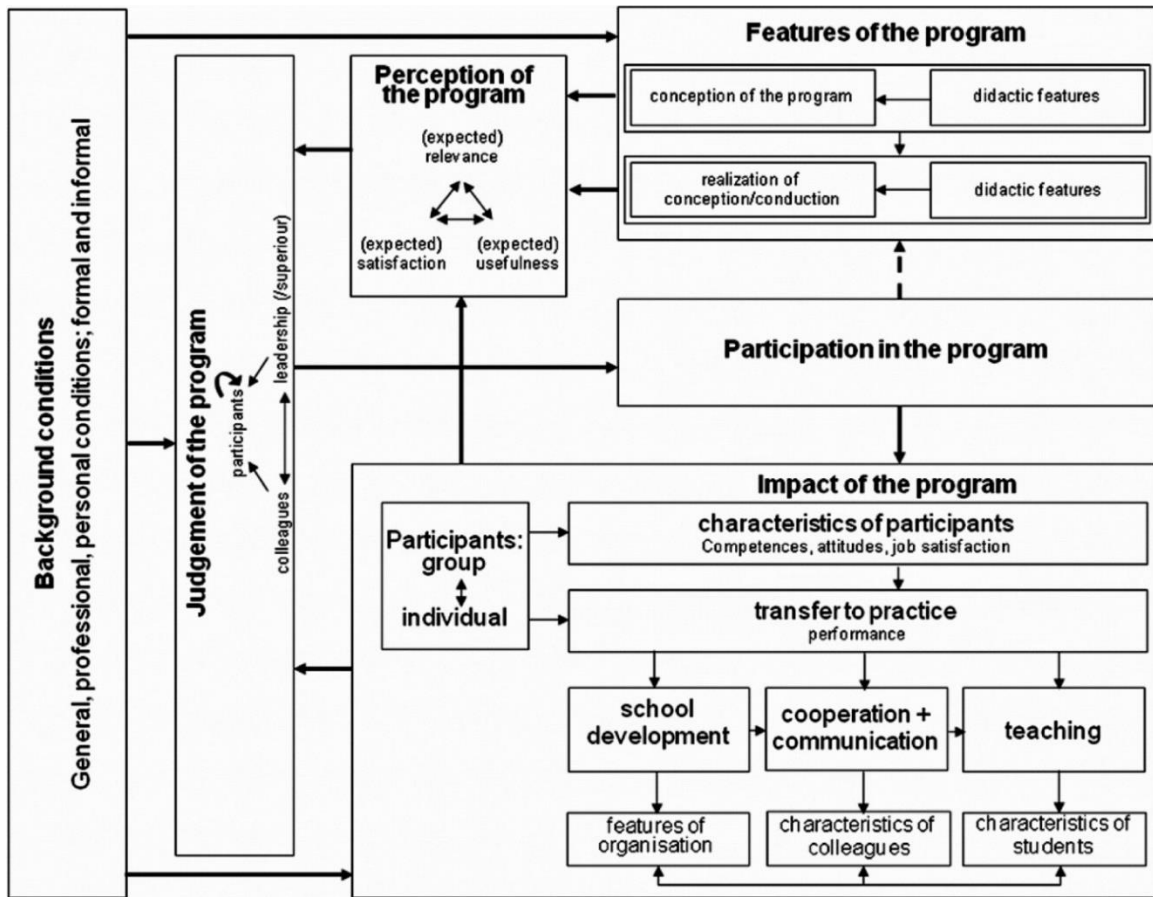 Background conditions
General, professional, personal conditions; formal and informal
Judgement of the program
participants
leadership (/superiour)
colleagues
Perception of
the program
(expected)
relevance
(expected)
satisfaction
(expected)
usefulness
Features of the program
conception of the program
didactic features
realization of
conception/conduction
didactic features
Participation in the program
Impact of the program
Participants:
group
individual
characteristics of participants
Competences, attitudes, job satisfaction
transfer to practice
performance
school
development
cooperation +
communication
teaching
features of
organisation
characteristics of
colleagues
characteristics of
students